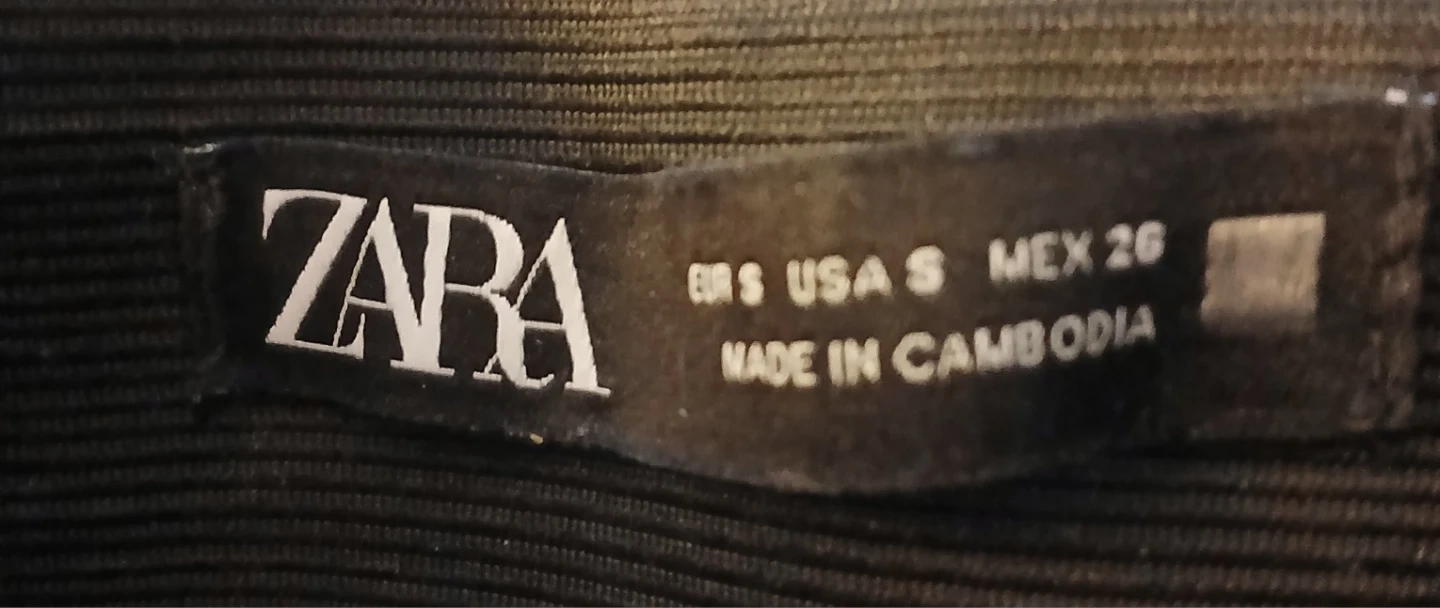 ZARA
EUR S USA S MEX 26
MADE IN CAMBODIA